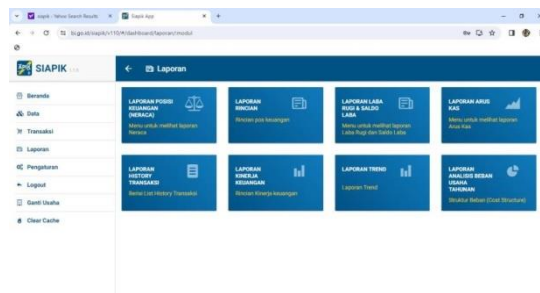 siapik - Yahoo Search Results
Siapik App
bi.go.id/siapik/v110/#/dashboard/laporan/modul
SIAPIK
Laporan
Beranda
Data
Transaksi
Laporan
Pengaturan
Logout
Ganti Usaha
Clear Cache
LAPORAN POSISI
KEUANGAN
(NERACA)
Menu untuk melihat laporan
Neraca
LAPORAN
RINCIAN
Rincian pos keuangan
LAPORAN LABA
RUGI & SALDO
LABA
Menu untuk melihat laporan
Laba Rugi dan Saldo Laba
LAPORAN ARUS
KAS
Menu untuk melihat laporan
Arus Kas
LAPORAN
HISTORY
TRANSAKSI
Berisi List History Transaksi
LAPORAN
KINERJA
KEUANGAN
Rincian Kinerja keuangan
LAPORAN TREND
Laporan Trend
LAPORAN
ANALISIS BEBAN
USAHA
TAHUNAN
Struktur Beban (Cost Structure)